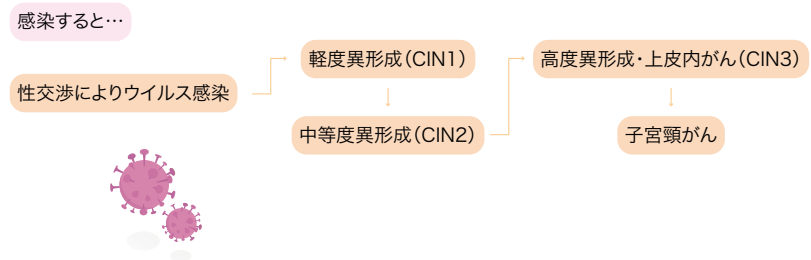 感染すると…
性交渉によりウイルス感染
軽度異形成（CIN1）
中等度異形成（CIN2）
高度異形成・上皮内がん（CIN3）
子宮頸がん